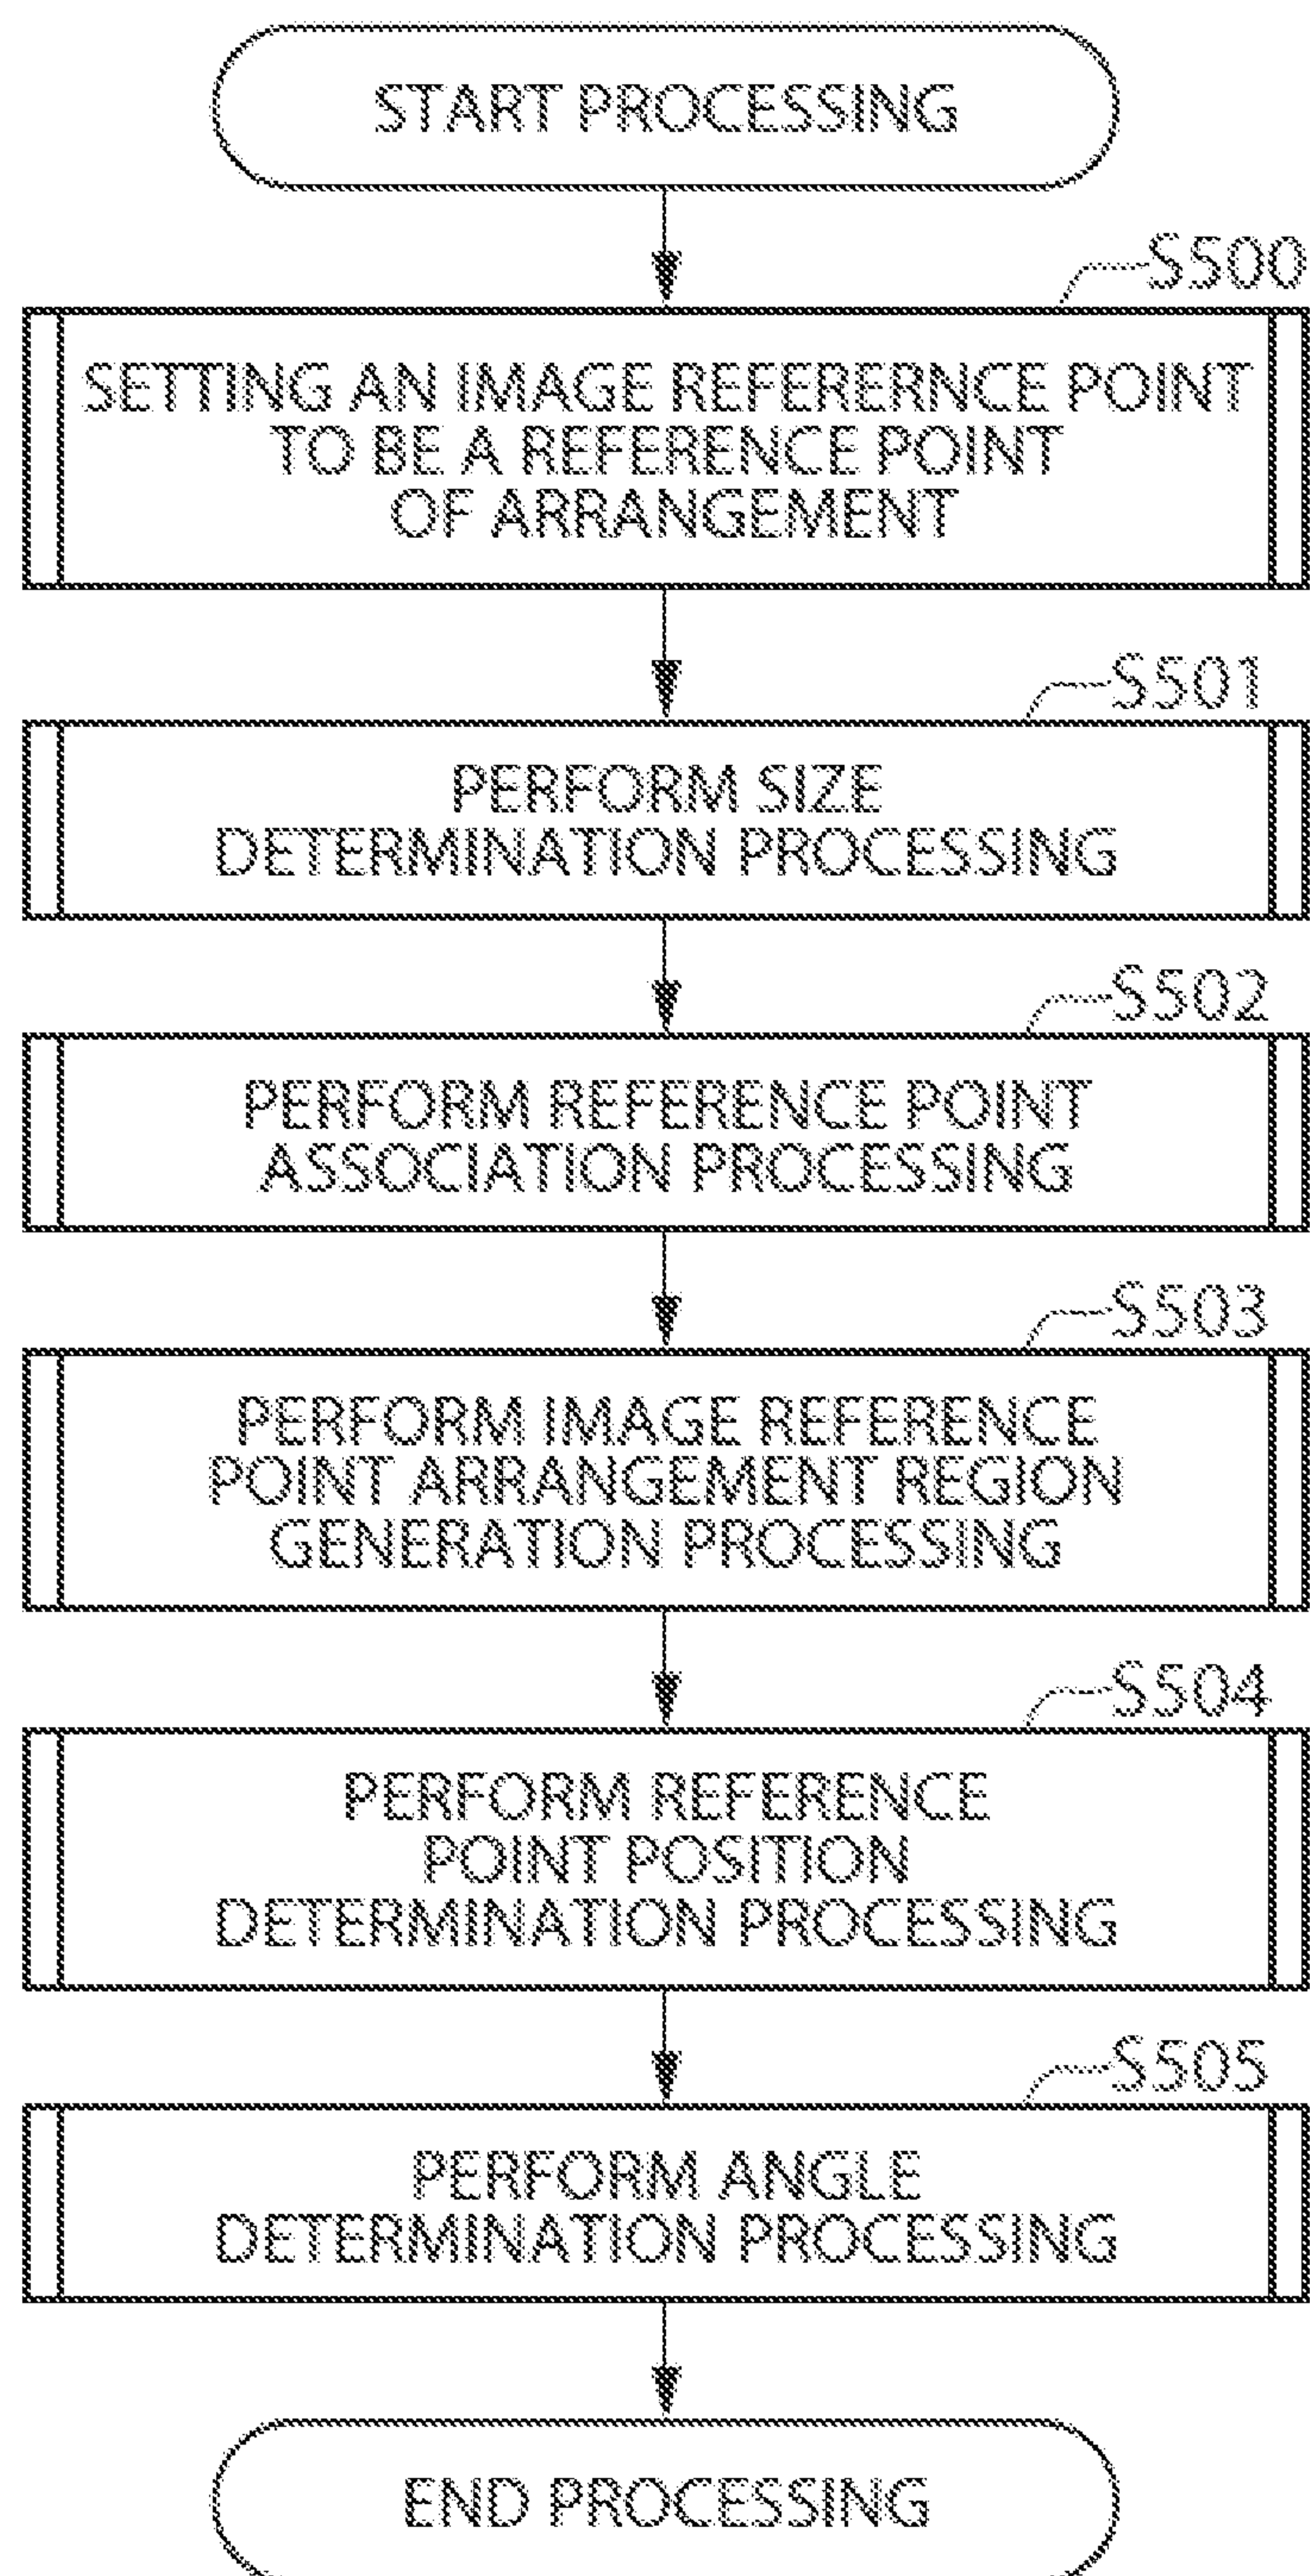 START PROCESSING
S500
SETTING AN IMAGE REFERERNCE POINT
TO BE A REFERENCE POINT
OF ARRANGEMENT
S501
PERFORM SIZE
DETERMINATION PROCESSING
S502
PERFORM REFERENCE POINT
ASSOCIATION PROCESSING
S503
PERFORM IMAGE REFERENCE
POINT ARRANGEMENT REGION
GENERATION PROCESSING
S504
PERFORM REFERENCE
POINT POSITION
DETERMINATION PROCESSING
S505
PERFORM ANGLE
DETERMINATION PROCESSING
END PROCESSING